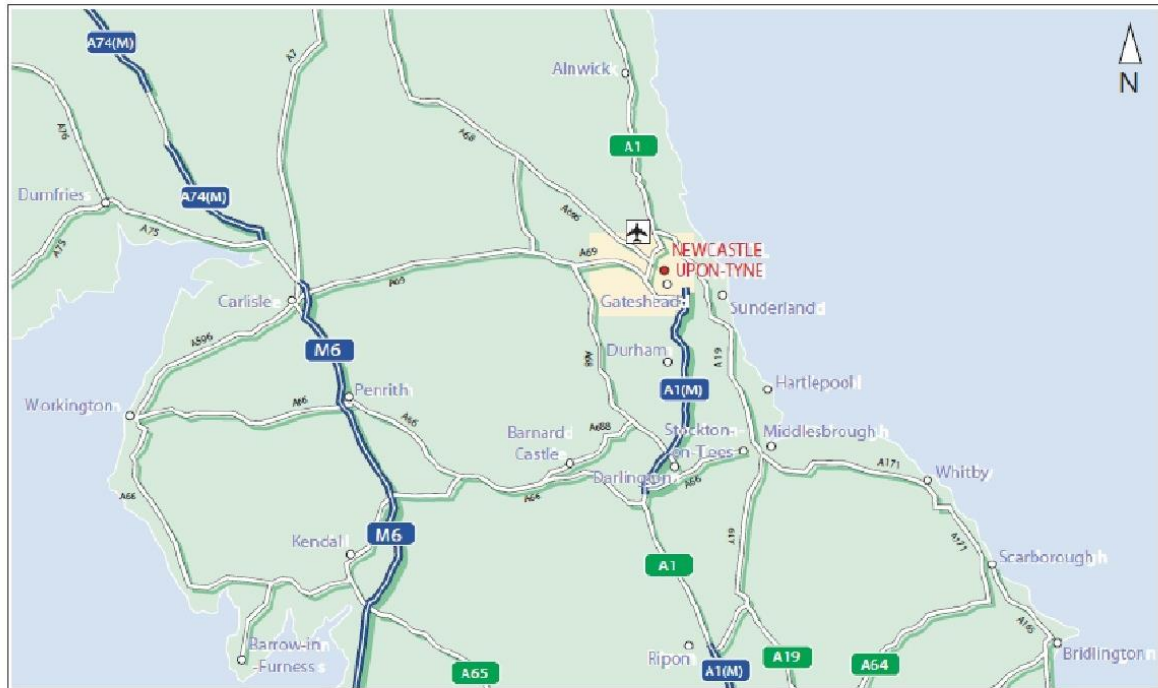 A74(M)
A7
Alnwick
N
A68
A1
A76
A74(M)
Dumfries
A696
A75
A75
A69
NEWCASTLE
UPON-TYNE
A69
Carlisle
Gateshead
Sunderland
A596
M6
A68
Durham
A19
A1(M)
Hartlepool
Penrith
Workington
A66
A66
A688
Barnard
Castle
Stockton-
on-Tees
Middlesbrough
Darlington
A66
A66
A171
Whitby
A66
M6
Kendal
A19
A171
A1
Scarborough
A165
Barrow-in
-Furness
Ripon
A65
A1(M)
A19
A64
Bridlington